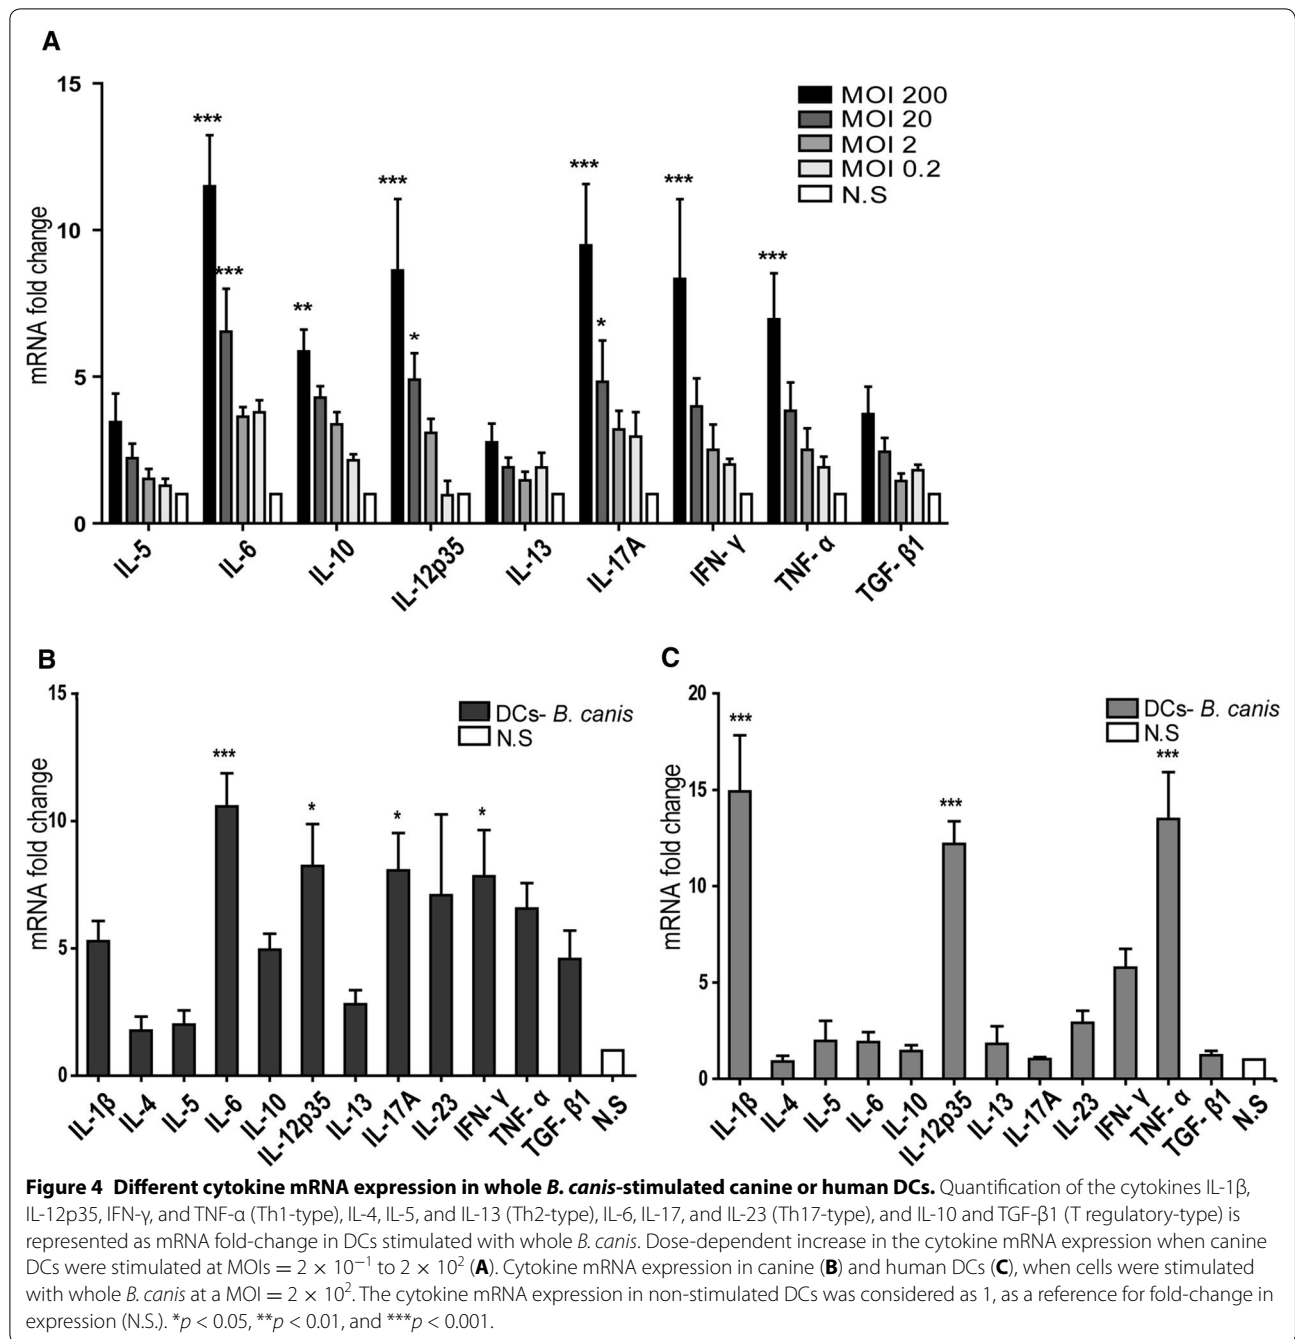 A
15
10
5
0
mRNA fold change
***
***
**
***
*
***
*
***
***
MOI 200
MOI 20
MOI 2
MOI 0.2
N.S
IL-5
IL-6
IL-10
IL-12p35
IL-13
IL-17A
IFN- γ
TNF- α
TGF- β1
B
15
10
5
0
mRNA fold change
***
*
*
*
DCs- B. canis
N.S
IL-1β
IL-4
IL-5
IL-6
IL-10
IL-12p35
IL-13
IL-17A
IL-23
IFN- γ
TNF- α
TGF- β1
N.S
C
20
15
10
5
0
mRNA fold change
***
***
***
DCs- B. canis
N.S
IL-1β
IL-4
IL-5
IL-6
IL-10
IL-12p35
IL-13
IL-17A
IL-23
IFN- γ
TNF- α
TGF- β1
N.S
Figure 4 Different cytokine mRNA expression in whole B. canis-stimulated canine or human DCs. Quantification of the cytokines IL-1β,
IL-12p35, IFN-γ, and TNF-α (Th1-type), IL-4, IL-5, and IL-13 (Th2-type), IL-6, IL-17, and IL-23 (Th17-type), and IL-10 and TGF-β1 (T regulatory-type) is
represented as mRNA fold-change in DCs stimulated with whole B. canis. Dose-dependent increase in the cytokine mRNA expression when canine
DCs were stimulated at MOIs = 2 × 10⁻¹ to 2 × 10² (A). Cytokine mRNA expression in canine (B) and human DCs (C), when cells were stimulated
with whole B. canis at a MOI = 2 × 10². The cytokine mRNA expression in non-stimulated DCs was considered as 1, as a reference for fold-change in
expression (N.S.). *p < 0.05, **p < 0.01, and ***p < 0.001.